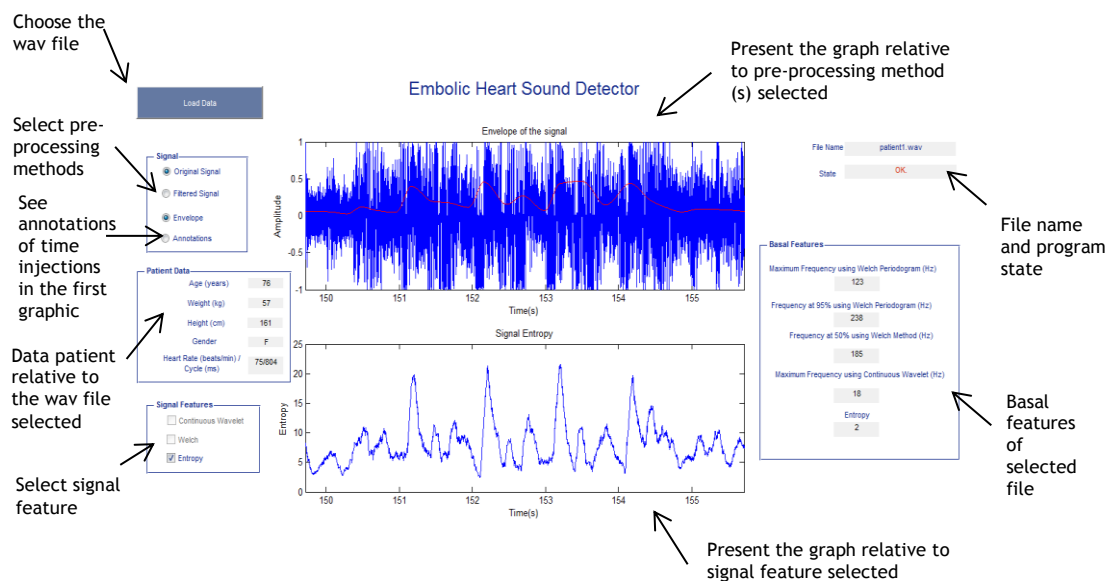 Choose the
wav file
Load Data
Select pre-
processing
methods
Signal
Original Signal
Filtered Signal
Envelope
Annotations
See
annotations
of time
injections
in the first
graphic
Patient Data
Age (years) 76
Weight (kg) 57
Height (cm) 161
Gender F
Heart Rate (beats/min) /
Cycle (ms)
75/804
Data patient
relative to
the wav file
selected
Signal Features
Continuous Wavelet
Welch
Entropy
Select signal
feature
Embolic Heart Sound Detector
Present the graph relative
to pre-processing method
(s) selected
Envelope of the signal
Amplitude
1
0.5
0
-0.5
-1
150 151 152 153 154 155
Time(s)
Signal Entropy
Entropy
25
20
15
10
5
0
150 151 152 153 154 155
Time(s)
Present the graph relative to
signal feature selected
File Name patient1.wav
State OK.
File name
and program
state
Basal Features
Maximum Frequency using Welch Periodogram (Hz)
123
Frequency at 95% using Welch Periodogram (Hz)
238
Frequency at 50% using Welch Method (Hz)
185
Maximum Frequency using Continuous Wavelet (Hz)
18
Entropy
2
Basal
features
of
selected
file